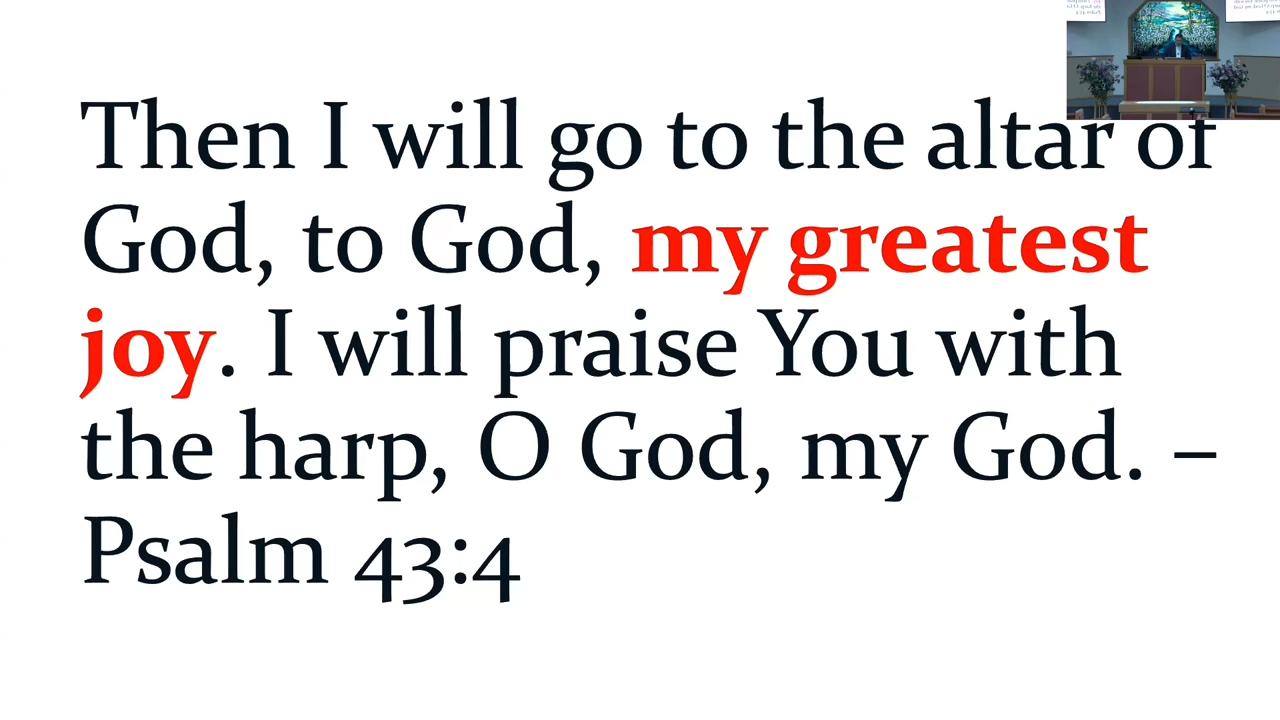 Then I will go to the altar of
God, to God, my greatest
joy. I will praise You with
the harp, O God, my God. –
Psalm 43:4